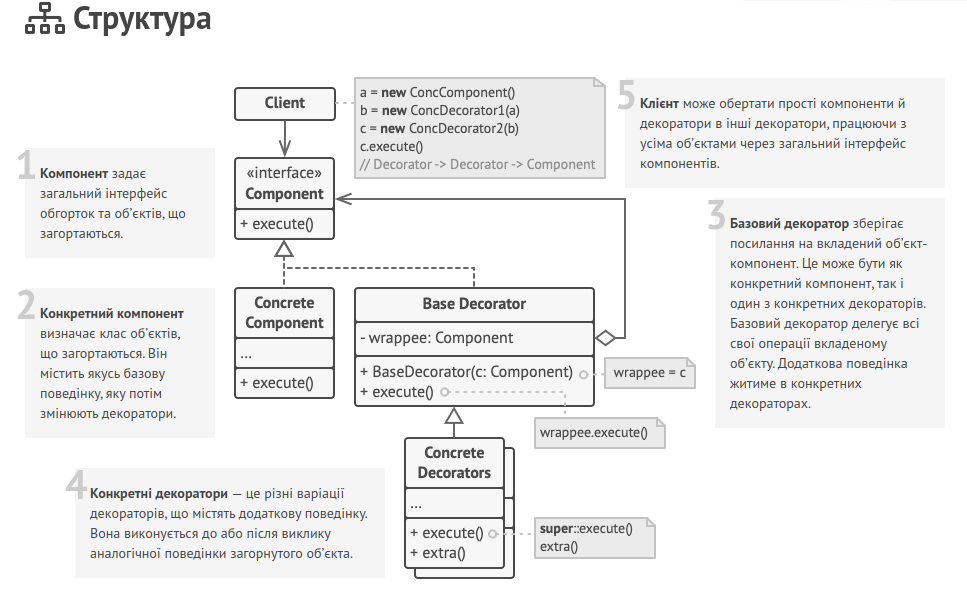 Структура
Client
a = new ConcComponent()
b = new ConcDecorator1(a)
c = new ConcDecorator2(b)
c.execute()
// Decorator -> Decorator -> Component
5
Клієнт може обертати прості компоненти й
декоратори в інші декоратори, працюючи з
усіма об’єктами через загальний інтерфейс
компонентів.
1
Компонент задає
загальний інтерфейс
обгорток та об’єктів, що
загортаються.
«interface»
Component
+ execute()
3
Базовий декоратор зберігає
посилання на вкладений об’єкт-
компонент. Це може бути як
конкретний компонент, так і
один з конкретних декораторів.
Базовий декоратор делегує всі
свої операції вкладеному
об’єкту. Додаткова поведінка
житиме в конкретних
декораторах.
2
Конкретний компонент
визначає клас об’єктів,
що загортаються. Він
містить якусь базову
поведінку, яку потім
змінюють декоратори.
Concrete
Component
...
+ execute()
Base Decorator
- wrappee: Component
+ BaseDecorator(c: Component)
+ execute()
wrappee = c
wrappee.execute()
Concrete
Decorators
...
+ execute()
+ extra()
super::execute()
extra()
4
Конкретні декоратори — це різні варіації
декораторів, що містять додаткову поведінку.
Вона виконується до або після виклику
аналогічної поведінки загорнутого об’єкта.